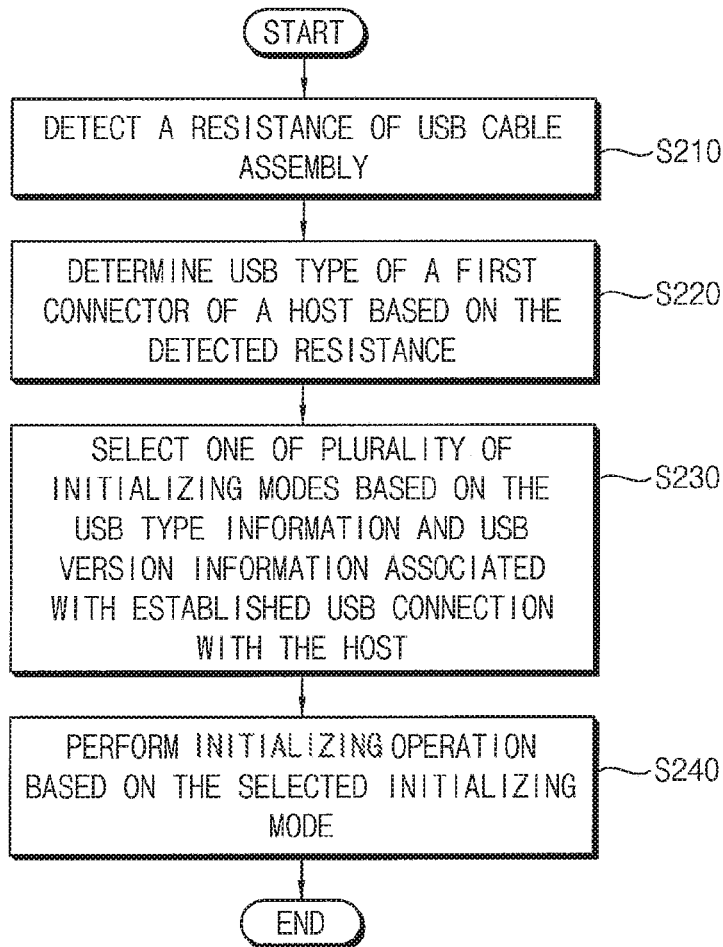 START
DETECT A RESISTANCE OF USB CABLE
ASSEMBLY
S210
DETERMINE USB TYPE OF A FIRST
CONNECTOR OF A HOST BASED ON THE
DETECTED RESISTANCE
S220
SELECT ONE OF PLURALITY OF
INITIALIZING MODES BASED ON THE
USB TYPE INFORMATION AND USB
VERSION INFORMATION ASSOCIATED
WITH ESTABLISHED USB CONNECTION
WITH THE HOST
S230
PERFORM INITIALIZING OPERATION
BASED ON THE SELECTED INITIALIZING
MODE
S240
END